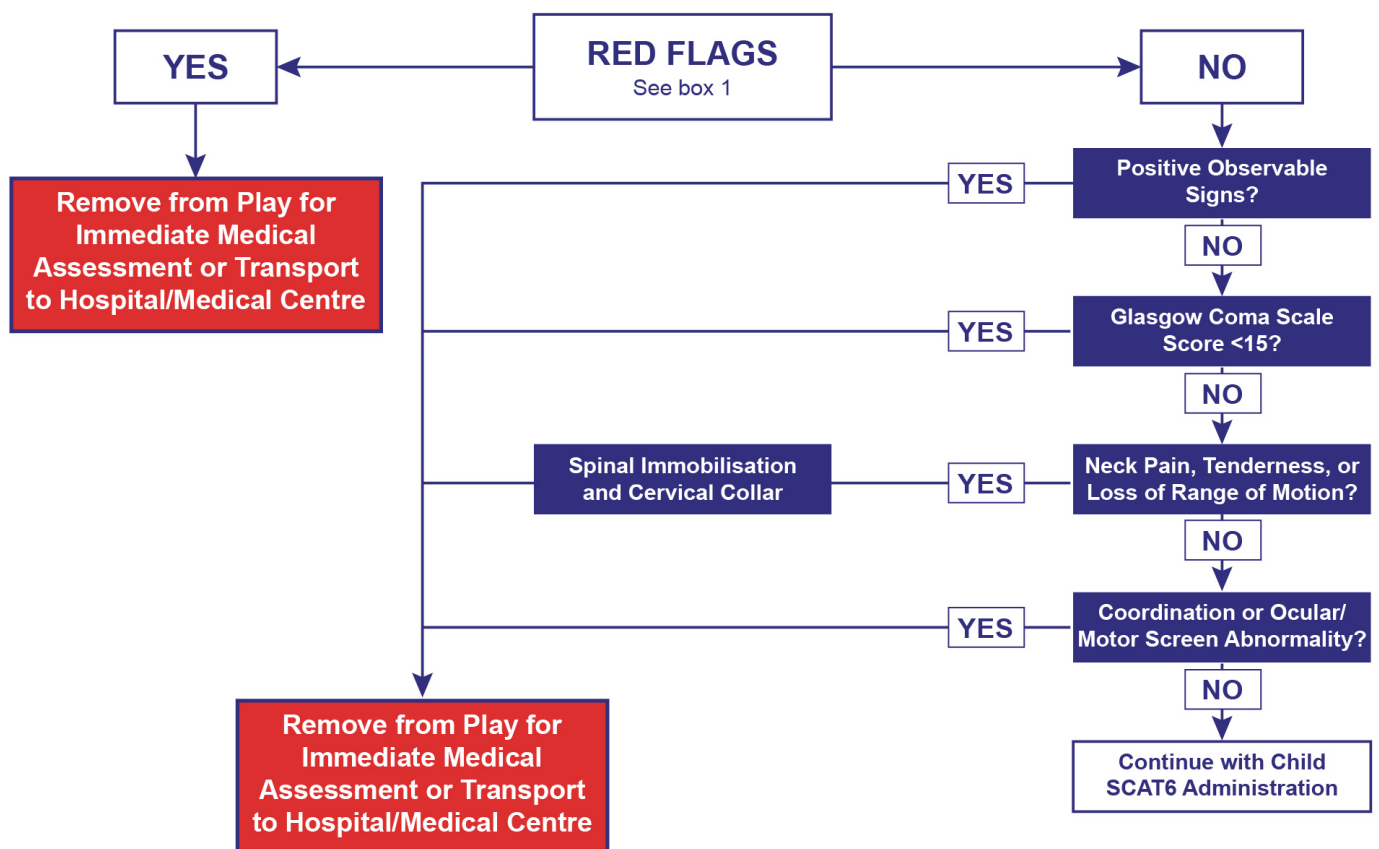 YES
RED FLAGS
See box 1
NO
Remove from Play for
Immediate Medical
Assessment or Transport
to Hospital/Medical Centre
YES
Positive Observable
Signs?
NO
YES
Glasgow Coma Scale
Score <15?
NO
Spinal Immobilisation
and Cervical Collar
YES
Neck Pain, Tenderness, or
Loss of Range of Motion?
NO
YES
Coordination or Ocular/
Motor Screen Abnormality?
NO
Remove from Play for
Immediate Medical
Assessment or Transport
to Hospital/Medical Centre
Continue with Child
SCAT6 Administration